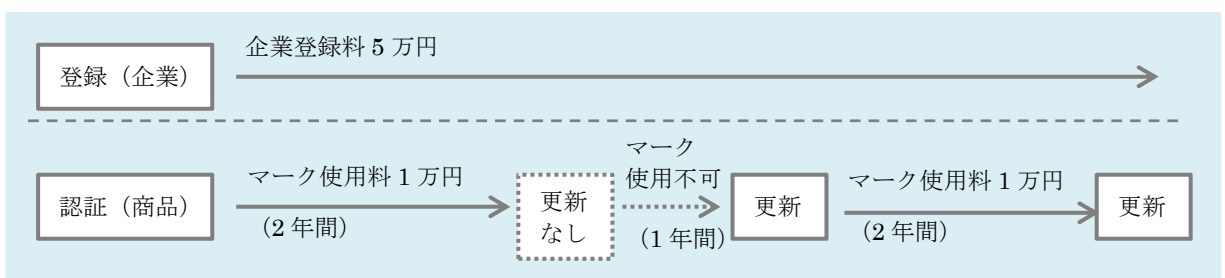 企業登録料 5 万円
登録（企業）
マーク
マーク使用料 1 万円
使用不可
マーク使用料 1 万円
認証（商品）
更新
なし
更新
更新
（2 年間）
（1 年間）
（2 年間）